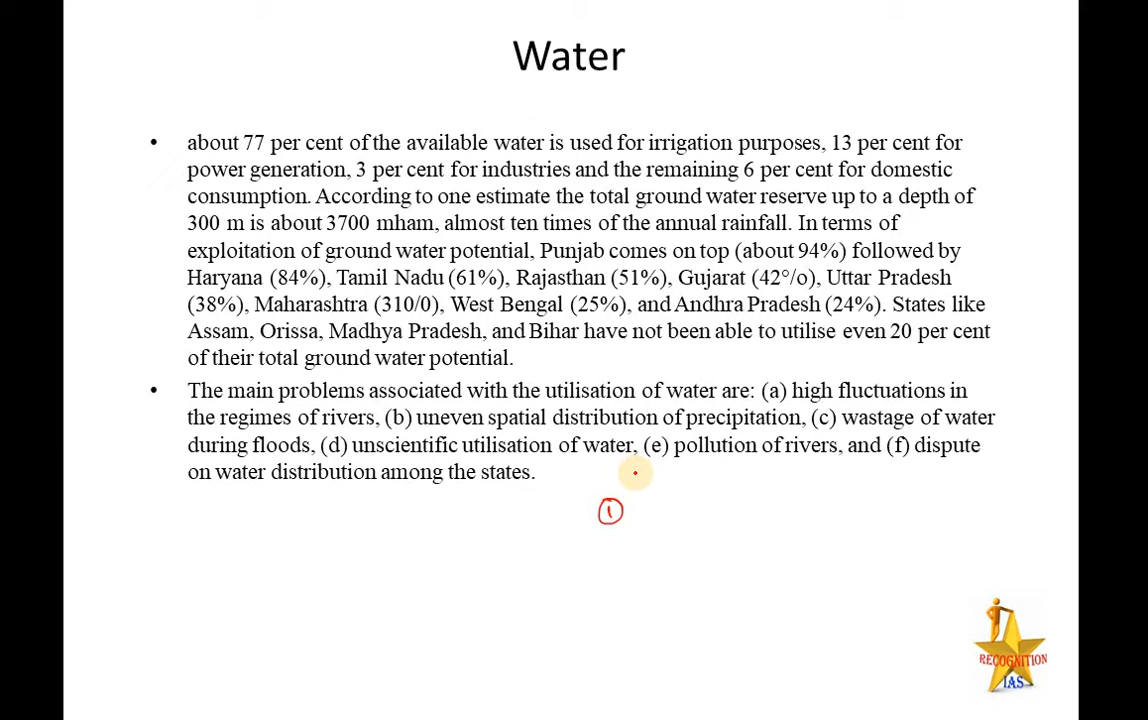 Water
• about 77 per cent of the available water is used for irrigation purposes, 13 per cent for
power generation, 3 per cent for industries and the remaining 6 per cent for domestic
consumption. According to one estimate the total ground water reserve up to a depth of
300 m is about 3700 mham, almost ten times of the annual rainfall. In terms of
exploitation of ground water potential, Punjab comes on top (about 94%) followed by
Haryana (84%), Tamil Nadu (61%), Rajasthan (51%), Gujarat (42°/o), Uttar Pradesh
(38%), Maharashtra (310/0), West Bengal (25%), and Andhra Pradesh (24%). States like
Assam, Orissa, Madhya Pradesh, and Bihar have not been able to utilise even 20 per cent
of their total ground water potential.
• The main problems associated with the utilisation of water are: (a) high fluctuations in
the regimes of rivers, (b) uneven spatial distribution of precipitation, (c) wastage of water
during floods, (d) unscientific utilisation of water, (e) pollution of rivers, and (f) dispute
on water distribution among the states.
①
RECOGNITION
IAS